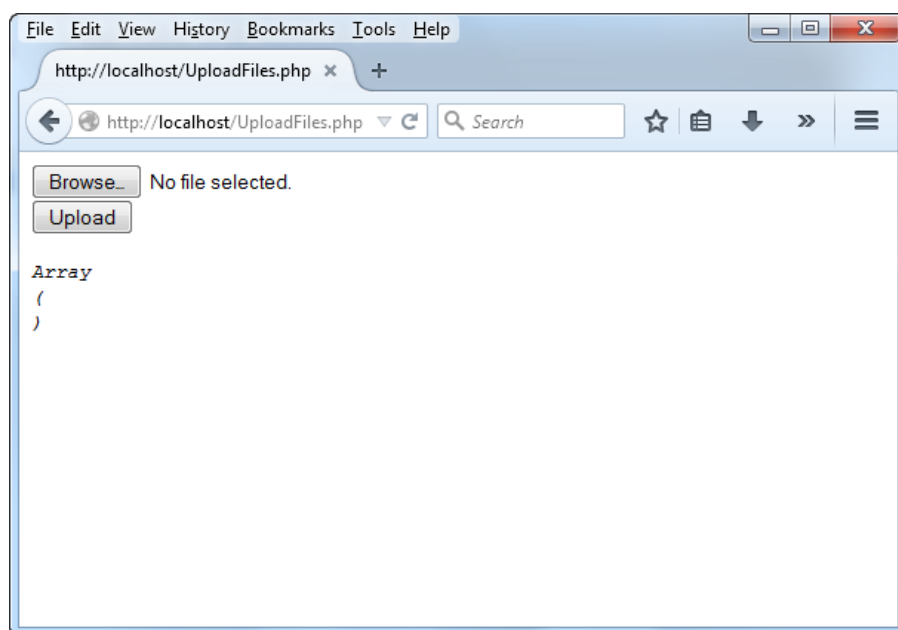 File Edit View History Bookmarks Tools Help
http://localhost/UploadFiles.php
http://localhost/UploadFiles.php Search
Browse... No file selected.
Upload
Array
(
)